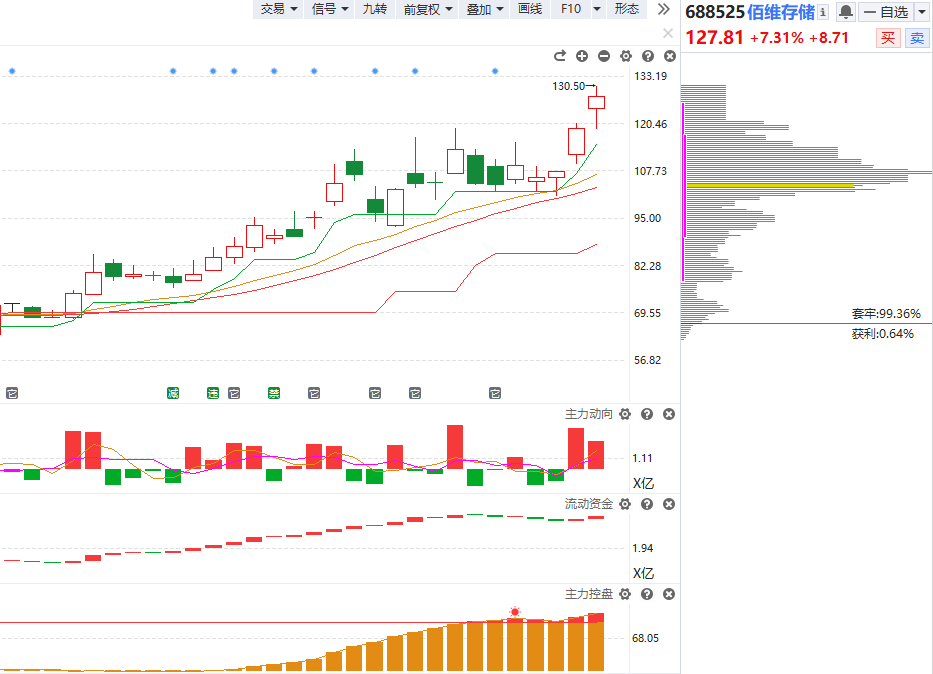 交易 信号 九转 前复权 叠加 画线 F10 形态
688525 佰维存储 i 一 自选
127.81 +7.31% +8.71 买 卖
133.19
130.50
120.46
107.73
95.00
82.28
69.55
56.82
套牢:99.36%
获利:0.64%
减 违 禁
主力动向
1.11
X亿
流动资金
1.94
X亿
主力控盘
68.05